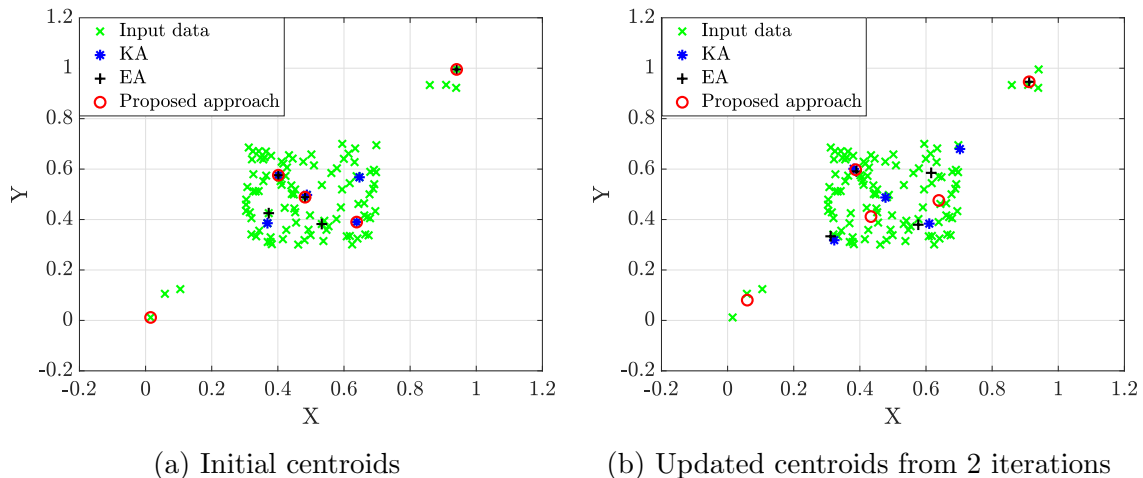 1.2
1
0.8
0.6
0.4
0.2
0
-0.2
Y
Input data
KA
EA
Proposed approach
-0.2 0 0.2 0.4 0.6 0.8 1 1.2
X
(a) Initial centroids
1.2
1
0.8
0.6
0.4
0.2
0
-0.2
Y
Input data
KA
EA
Proposed approach
-0.2 0 0.2 0.4 0.6 0.8 1 1.2
X
(b) Updated centroids from 2 iterations